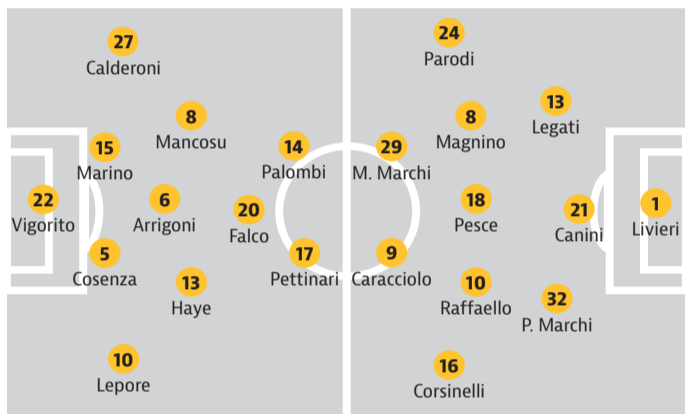 27
Calderoni
8
Mancosu
15
Marino
14
Palombi
22
Vigorito
6
Arrigoni
20
Falco
5
Cosenza
17
Pettinari
13
Haye
10
Lepore
24
Parodi
13
Legati
8
Magnino
29
M. Marchi
18
Pesce
21
Canini
1
Livieri
9
Caracciolo
10
Raffaello
32
P. Marchi
16
Corsinelli